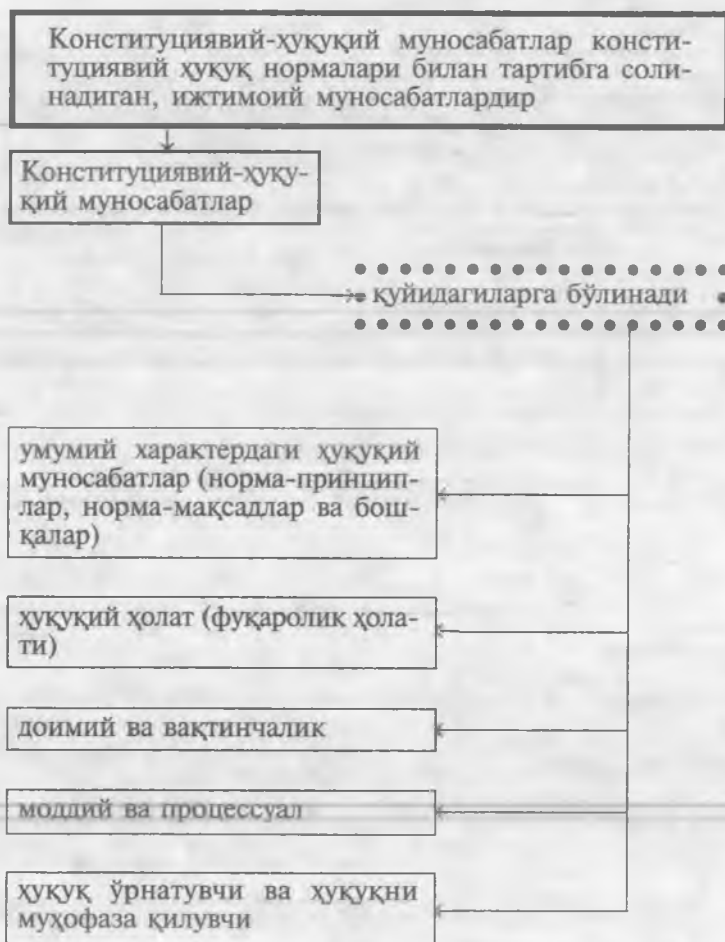 Конституциявий-ҳуқуқий муносабатлар консти-
туциявий ҳуқуқ нормалари билан тартибга соли-
надиган, ижтимоий муносабатлардир
Конституциявий-ҳуқу-
қий муносабатлар
қуйидагиларга бўлинади
умумий характердаги ҳуқуқий
муносабатлар (норма-принцип-
лар, норма-мақсадлар ва бош-
қалар)
ҳуқуқий ҳолат (фуқаролик ҳола-
ти)
доимий ва вақтинчалик
моддий ва процессуал
ҳуқуқ ўрнатувчи ва ҳуқуқни
муҳофаза қилувчи